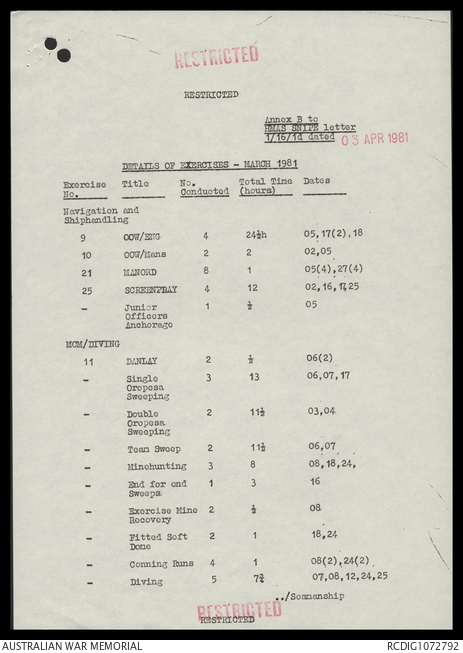 RESTRICTED
RESTRICTED
Annex B to
HMAS SNIPE letter
1/16/1d dated 03 APR 1981
DETAILS OF EXERCISES - MARCH 1981
Exercise No. Title No. Conducted Total Time (hours) Dates
Navigation and
Shiphandling
9 OOW/ENG 4 24½h 05,17(2),18
10 OOW/Mans 2 2 02,05
21 MANORD 8 1 05(4),27(4)
25 SCREENPLAY 4 12 02,16,17,25
- Junior Officers Anchorage 1 ½ 05
MCM/DIVING
11 DANLAY 2 ½ 06(2)
- Single Oropesa Sweeping 3 13 06,07,17
- Double Oropesa Sweeping 2 11½ 03,04
- Team Sweep 2 11½ 06,07
- Minehunting 3 8 08,18,24,
- End for end Sweeps 1 3 16
- Exercise Mine Recovery 2 ½ 08
- Fitted Soft Dome 2 1 18,24
- Conning Runs 4 1 08(2),24(2)
- Diving 5 7¾ 07,08,12,24,25
../Seamanship
RESTRICTED
RESTRICTED
AUSTRALIAN WAR MEMORIAL RCDIG1072792